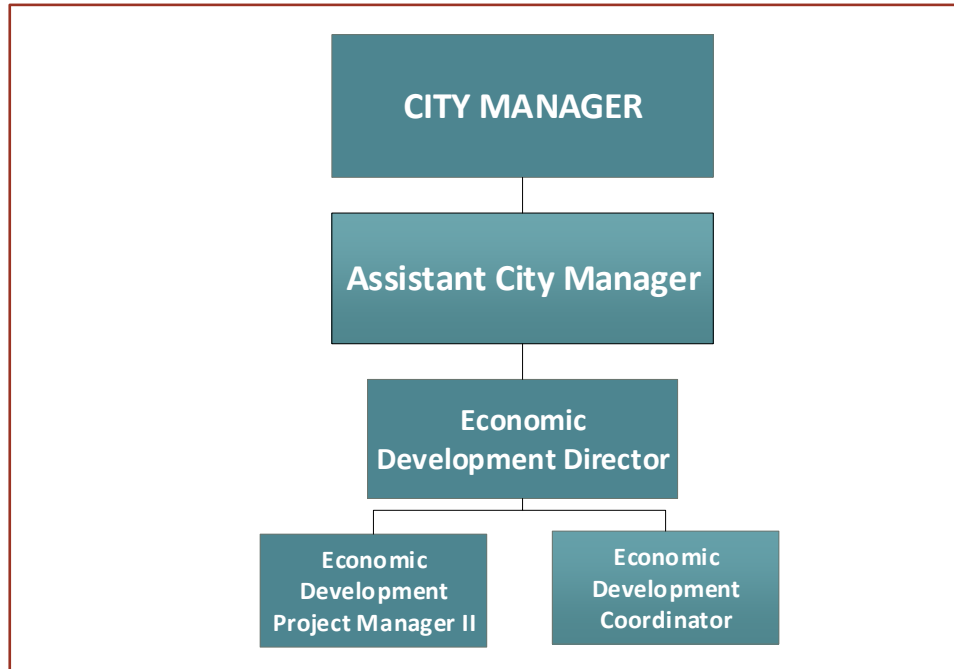 CITY MANAGER
Assistant City Manager
Economic
Development Director
Economic
Development
Project Manager II
Economic
Development
Coordinator